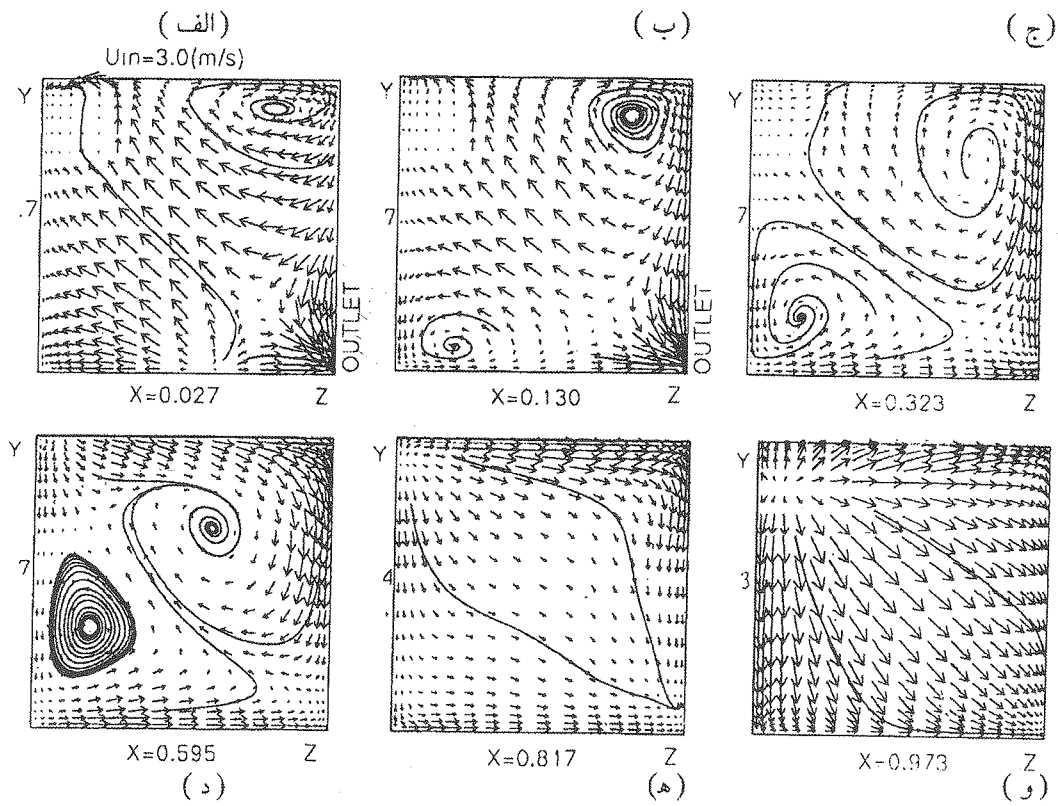 (الف)
(ب)
(ج)
Uin=3.0(m/s)
Y
Y
Y
.7
7
7
OUTLET
OUTLET
X=0.027
Z
X=0.130
Z
X=0.323
Z
Y
Y
Y
7
4
3
X=0.595
Z
X=0.817
Z
X=0.973
Z
(د)
(ه)
(و)